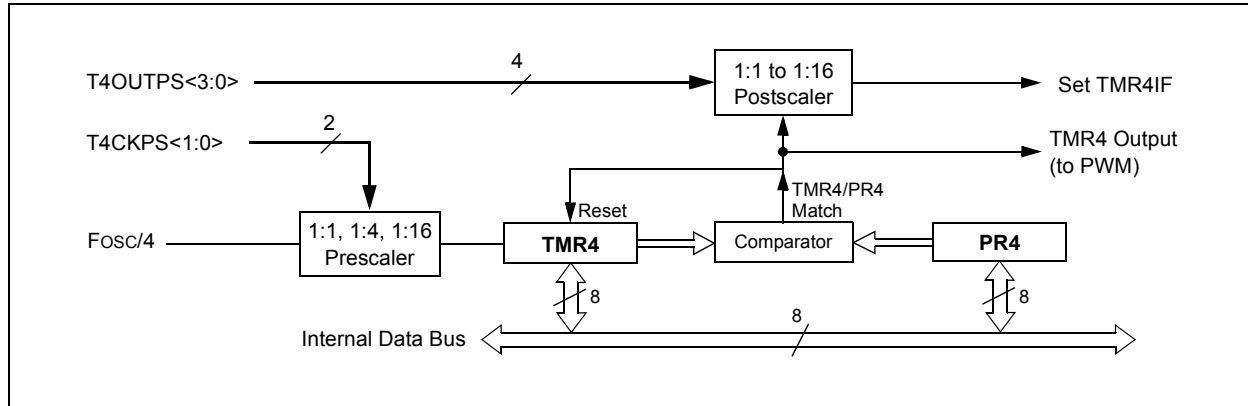 T4OUTPS<3:0>
4
1:1 to 1:16
Postscaler
Set TMR4IF
T4CKPS<1:0>
2
TMR4 Output
(to PWM)
TMR4/PR4
Match
Reset
FOSC/4
1:1, 1:4, 1:16
Prescaler
TMR4
Comparator
PR4
8
8
Internal Data Bus
8